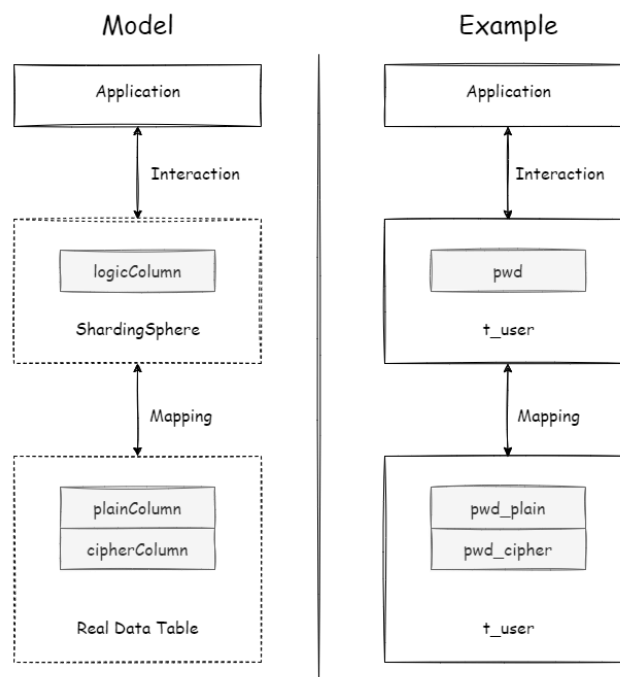 Model
Example
Application
Application
Interaction
Interaction
logicColumn
pwd
ShardingSphere
t_user
Mapping
Mapping
plainColumn
pwd_plain
cipherColumn
pwd_cipher
Real Data Table
t_user